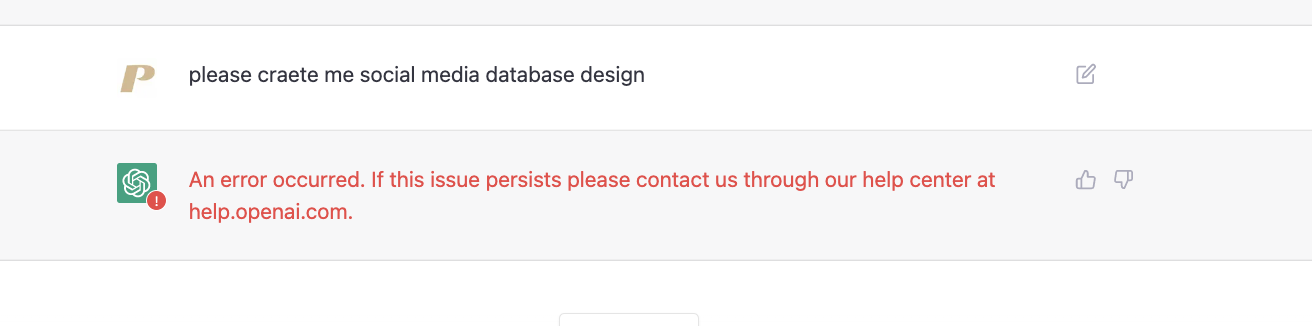 P
please craete me social media database design
!
An error occurred. If this issue persists please contact us through our help center at
help.openai.com.